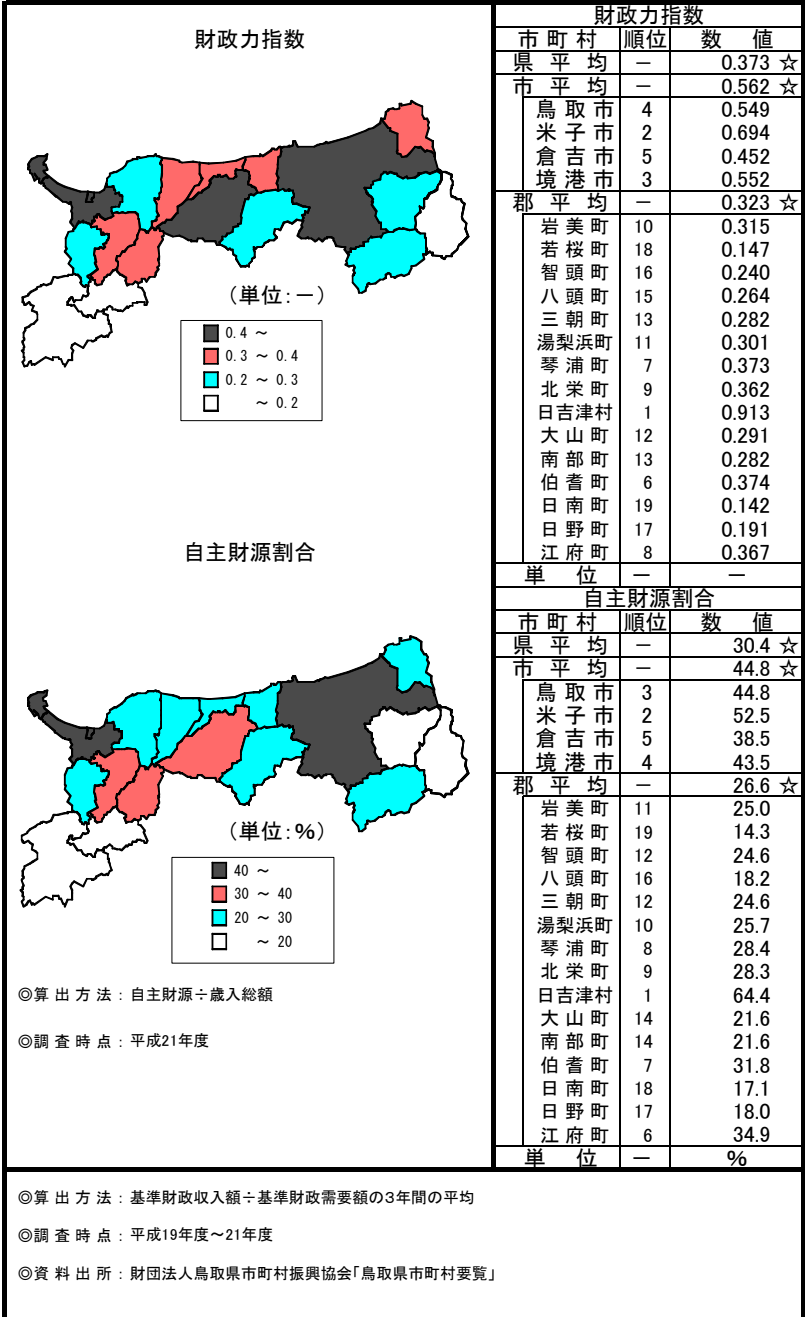 財政力指数
(単位:－)
0.4 ～
0.3 ～ 0.4
0.2 ～ 0.3
～ 0.2
自主財源割合
(単位:%)
40 ～
30 ～ 40
20 ～ 30
～ 20
◎算出方法：自主財源÷歳入総額
◎調査時点：平成21年度
財政力指数
市町村 順位 数値
県平均 － 0.373 ☆
市平均 － 0.562 ☆
鳥取市 4 0.549
米子市 2 0.694
倉吉市 5 0.452
境港市 3 0.552
郡平均 － 0.323 ☆
岩美町 10 0.315
若桜町 18 0.147
智頭町 16 0.240
八頭町 15 0.264
三朝町 13 0.282
湯梨浜町 11 0.301
琴浦町 7 0.373
北栄町 9 0.362
日吉津村 1 0.913
大山町 12 0.291
南部町 13 0.282
伯耆町 6 0.374
日南町 19 0.142
日野町 17 0.191
江府町 8 0.367
単位 － －
自主財源割合
市町村 順位 数値
県平均 － 30.4 ☆
市平均 － 44.8 ☆
鳥取市 3 44.8
米子市 2 52.5
倉吉市 5 38.5
境港市 4 43.5
郡平均 － 26.6 ☆
岩美町 11 25.0
若桜町 19 14.3
智頭町 12 24.6
八頭町 16 18.2
三朝町 12 24.6
湯梨浜町 10 25.7
琴浦町 8 28.4
北栄町 9 28.3
日吉津村 1 64.4
大山町 14 21.6
南部町 14 21.6
伯耆町 7 31.8
日南町 18 17.1
日野町 17 18.0
江府町 6 34.9
単位 － %
◎算出方法：基準財政収入額÷基準財政需要額の3年間の平均
◎調査時点：平成19年度～21年度
◎資料出所：財団法人鳥取県市町村振興協会「鳥取県市町村要覧」